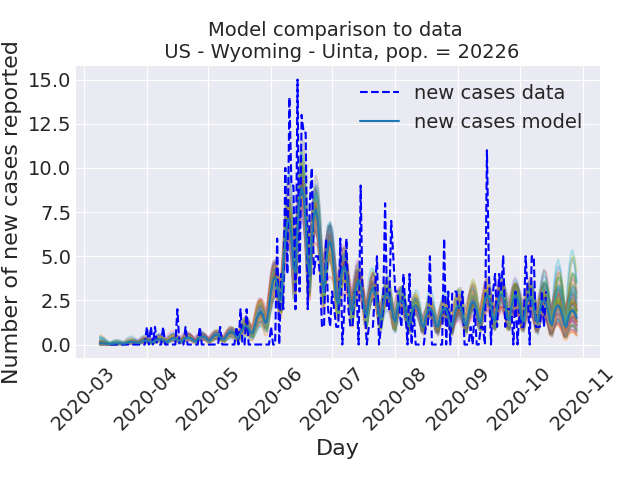 Model comparison to data
US - Wyoming - Uinta, pop. = 20226
Number of new cases reported
15.0
12.5
10.0
7.5
5.0
2.5
0.0
new cases data
new cases model
2020-03
2020-04
2020-05
2020-06
2020-07
2020-08
2020-09
2020-10
2020-11
Day